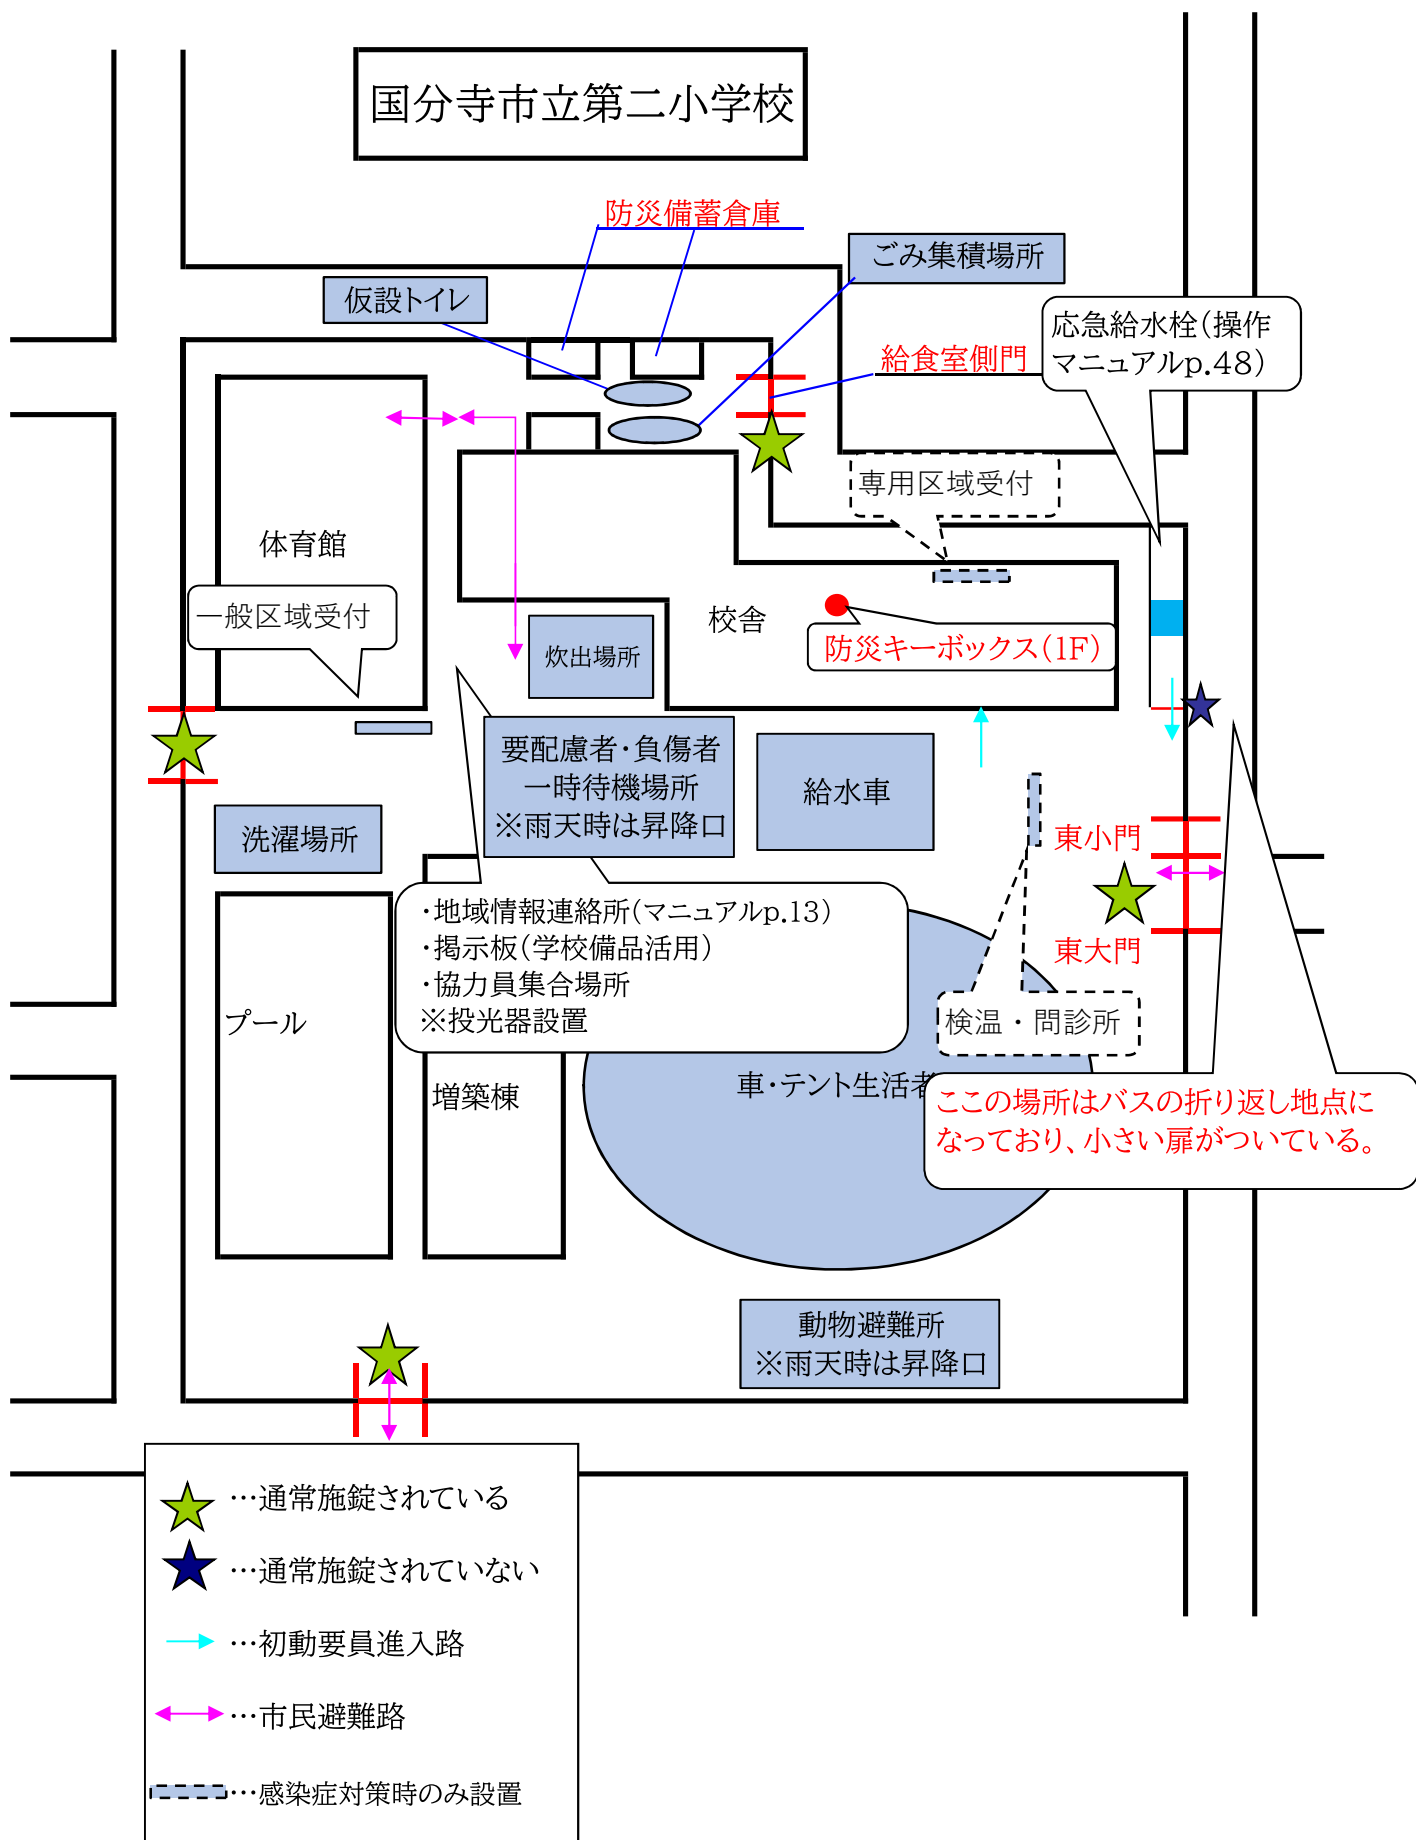 国分寺市立第二小学校
防災備蓄倉庫
ごみ集積場所
仮設トイレ
応急給水栓(操作
マニュアルp.48)
給食室側門
専用区域受付
体育館
一般区域受付
校舎
防災キーボックス(1F)
炊出場所
要配慮者・負傷者
一時待機場所
※雨天時は昇降口
給水車
洗濯場所
東小門
・地域情報連絡所(マニュアルp.13)
・掲示板(学校備品活用)
・協力員集合場所
※投光器設置
東大門
プール
検温・問診所
増築棟
車・テント生活者
ここの場所はバスの折り返し地点に
なっており、小さい扉がついている。
動物避難所
※雨天時は昇降口
…通常施錠されている
…通常施錠されていない
…初動要員進入路
…市民避難路
…感染症対策時のみ設置